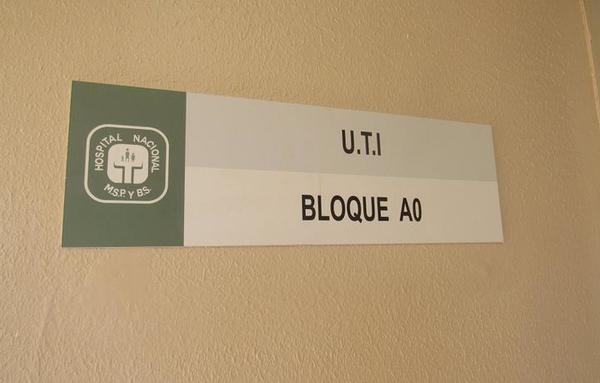 HOSPITAL NACIONAL
M.S.P. Y BS.
U.T.I
BLOQUE A0